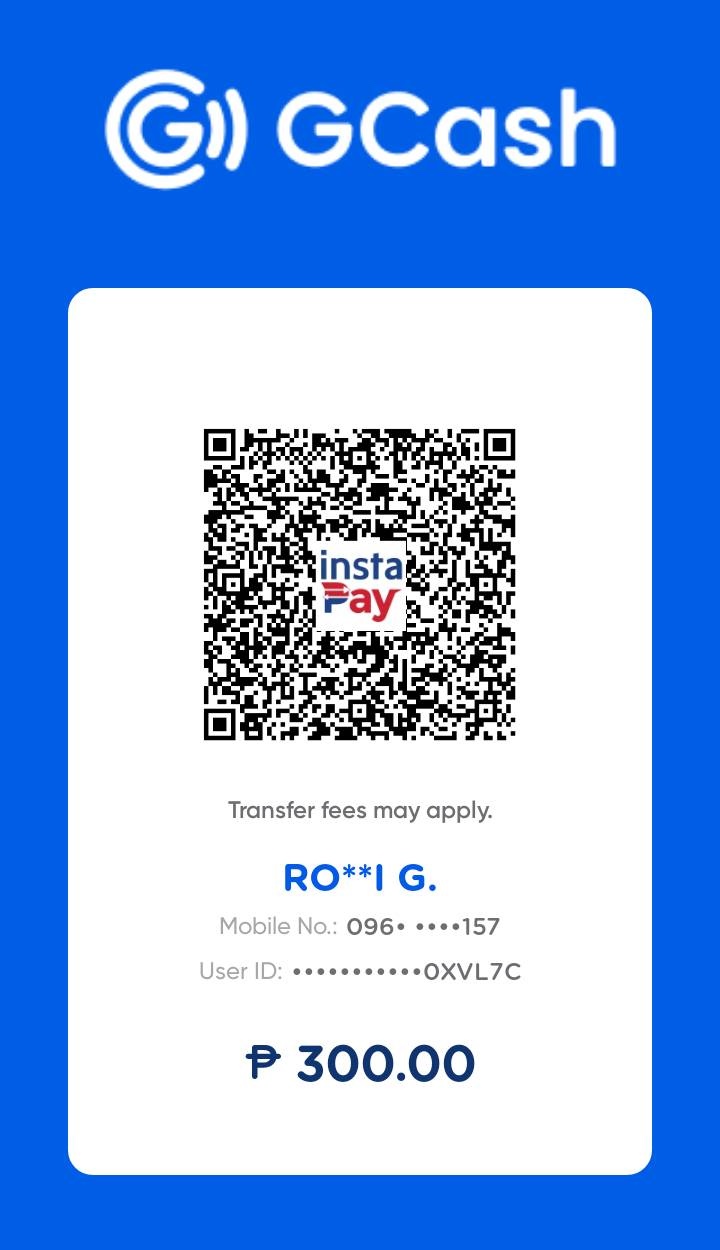 GCash
insta
Pay
Transfer fees may apply.
RO**I G.
Mobile No.: 096• ••••157
User ID: •••••••••••0XVL7C
₱ 300.00